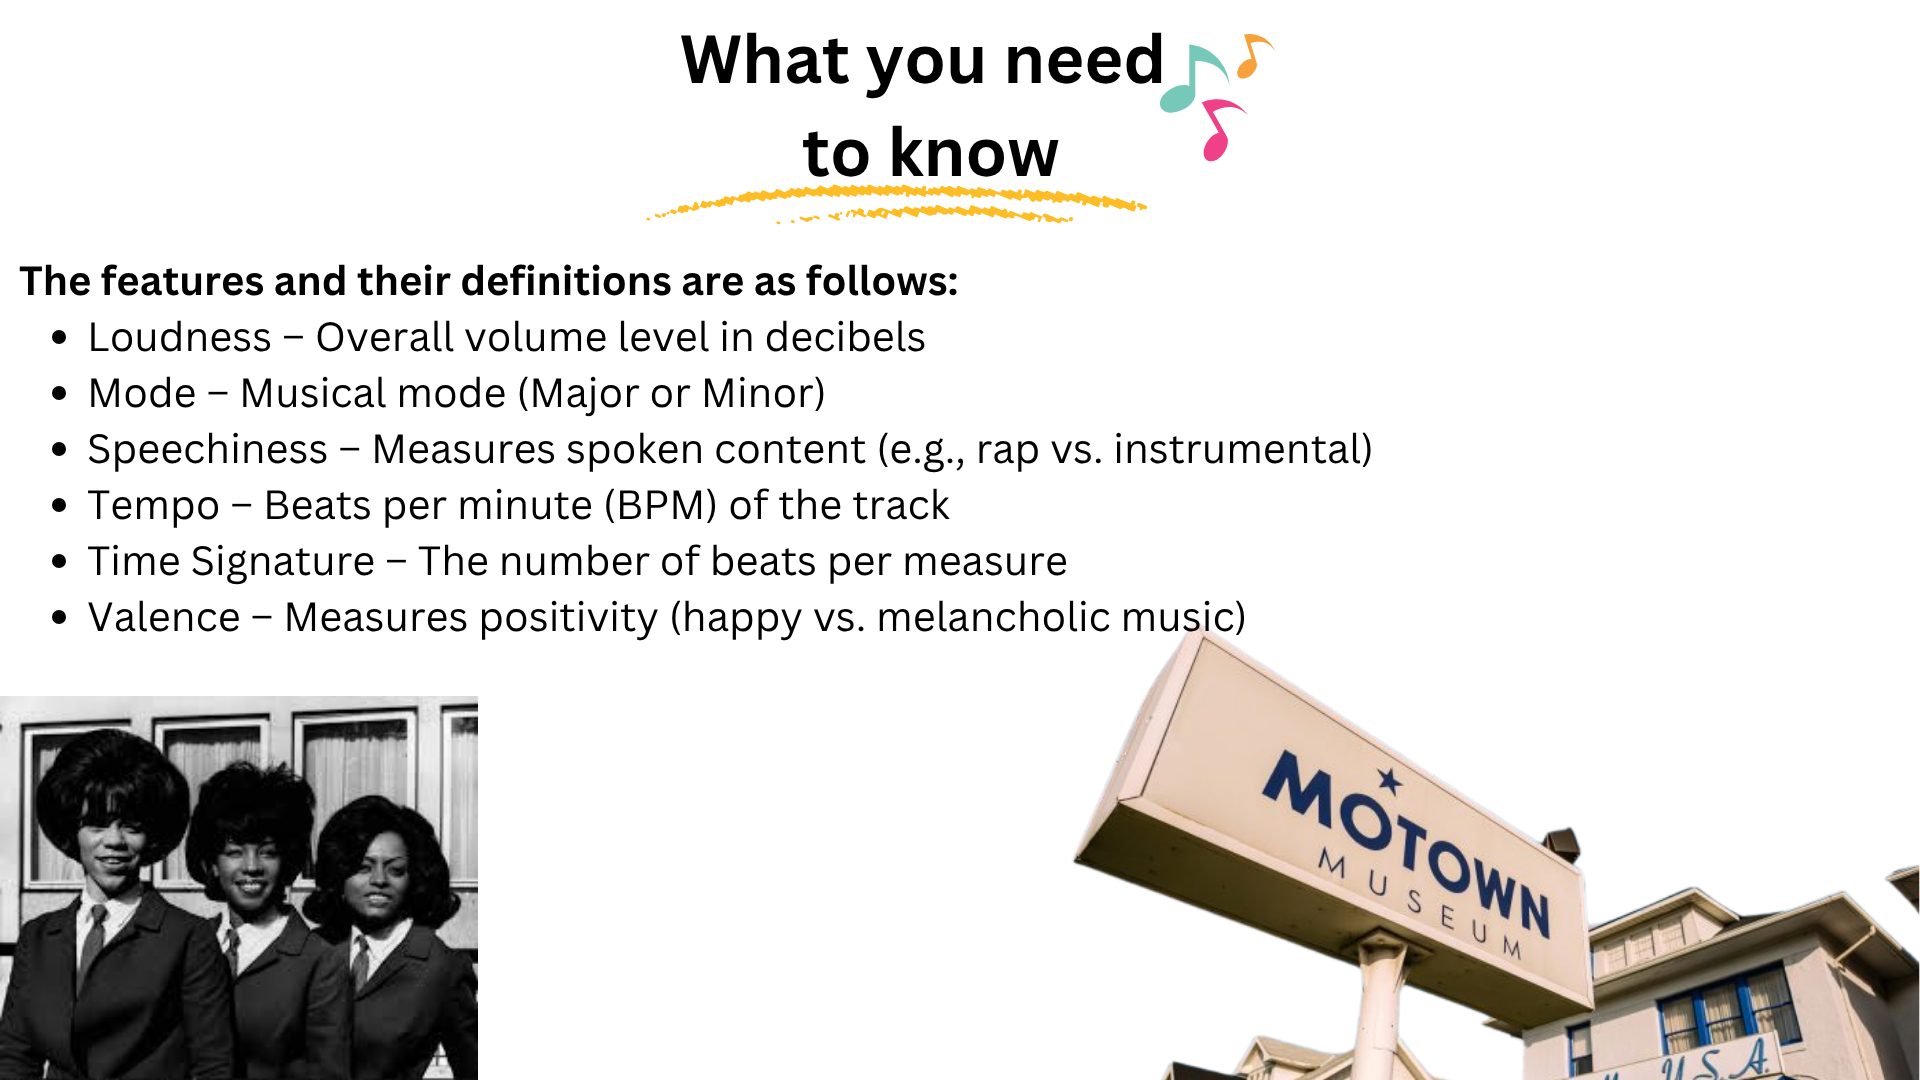 What you need
to know
The features and their definitions are as follows:
• Loudness – Overall volume level in decibels
• Mode – Musical mode (Major or Minor)
• Speechiness – Measures spoken content (e.g., rap vs. instrumental)
• Tempo – Beats per minute (BPM) of the track
• Time Signature – The number of beats per measure
• Valence – Measures positivity (happy vs. melancholic music)
MOTOWN
MUSEUM
U.S.A.